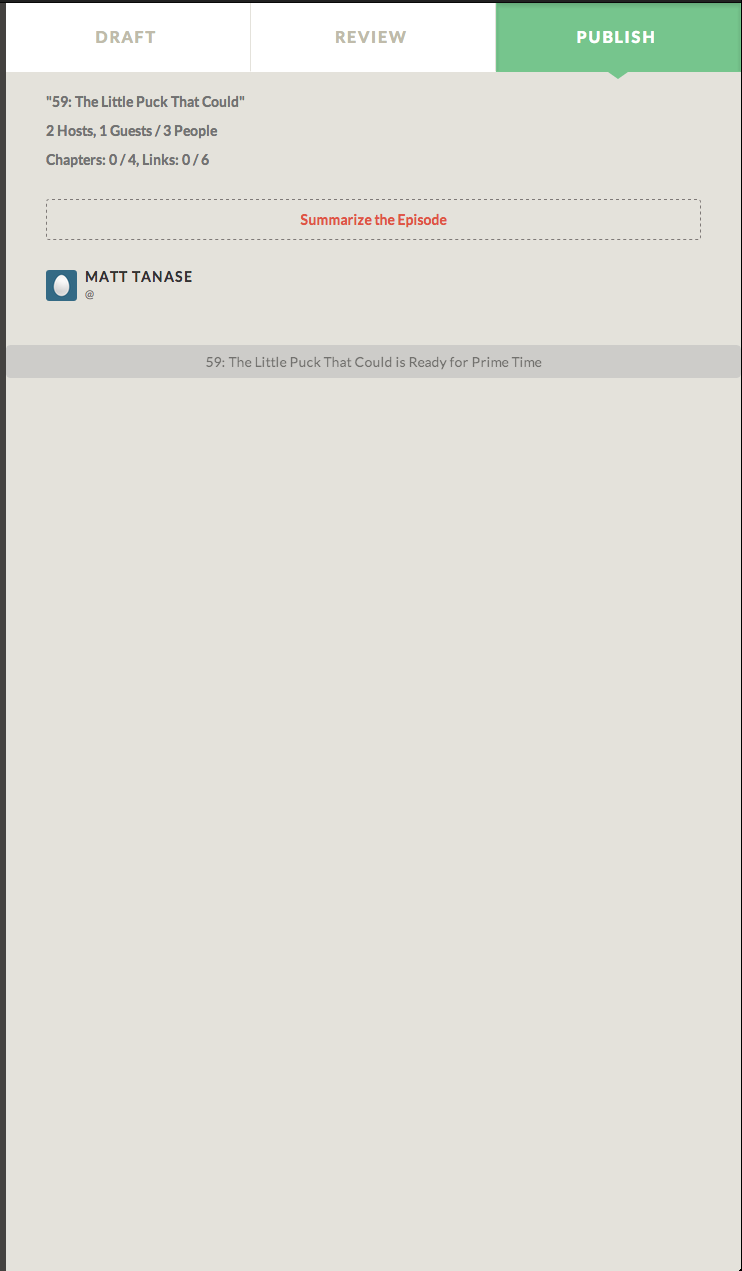 DRAFT REVIEW PUBLISH
"59: The Little Puck That Could"
2 Hosts, 1 Guests / 3 People
Chapters: 0 / 4, Links: 0 / 6
Summarize the Episode
MATT TANASE
@
59: The Little Puck That Could is Ready for Prime Time